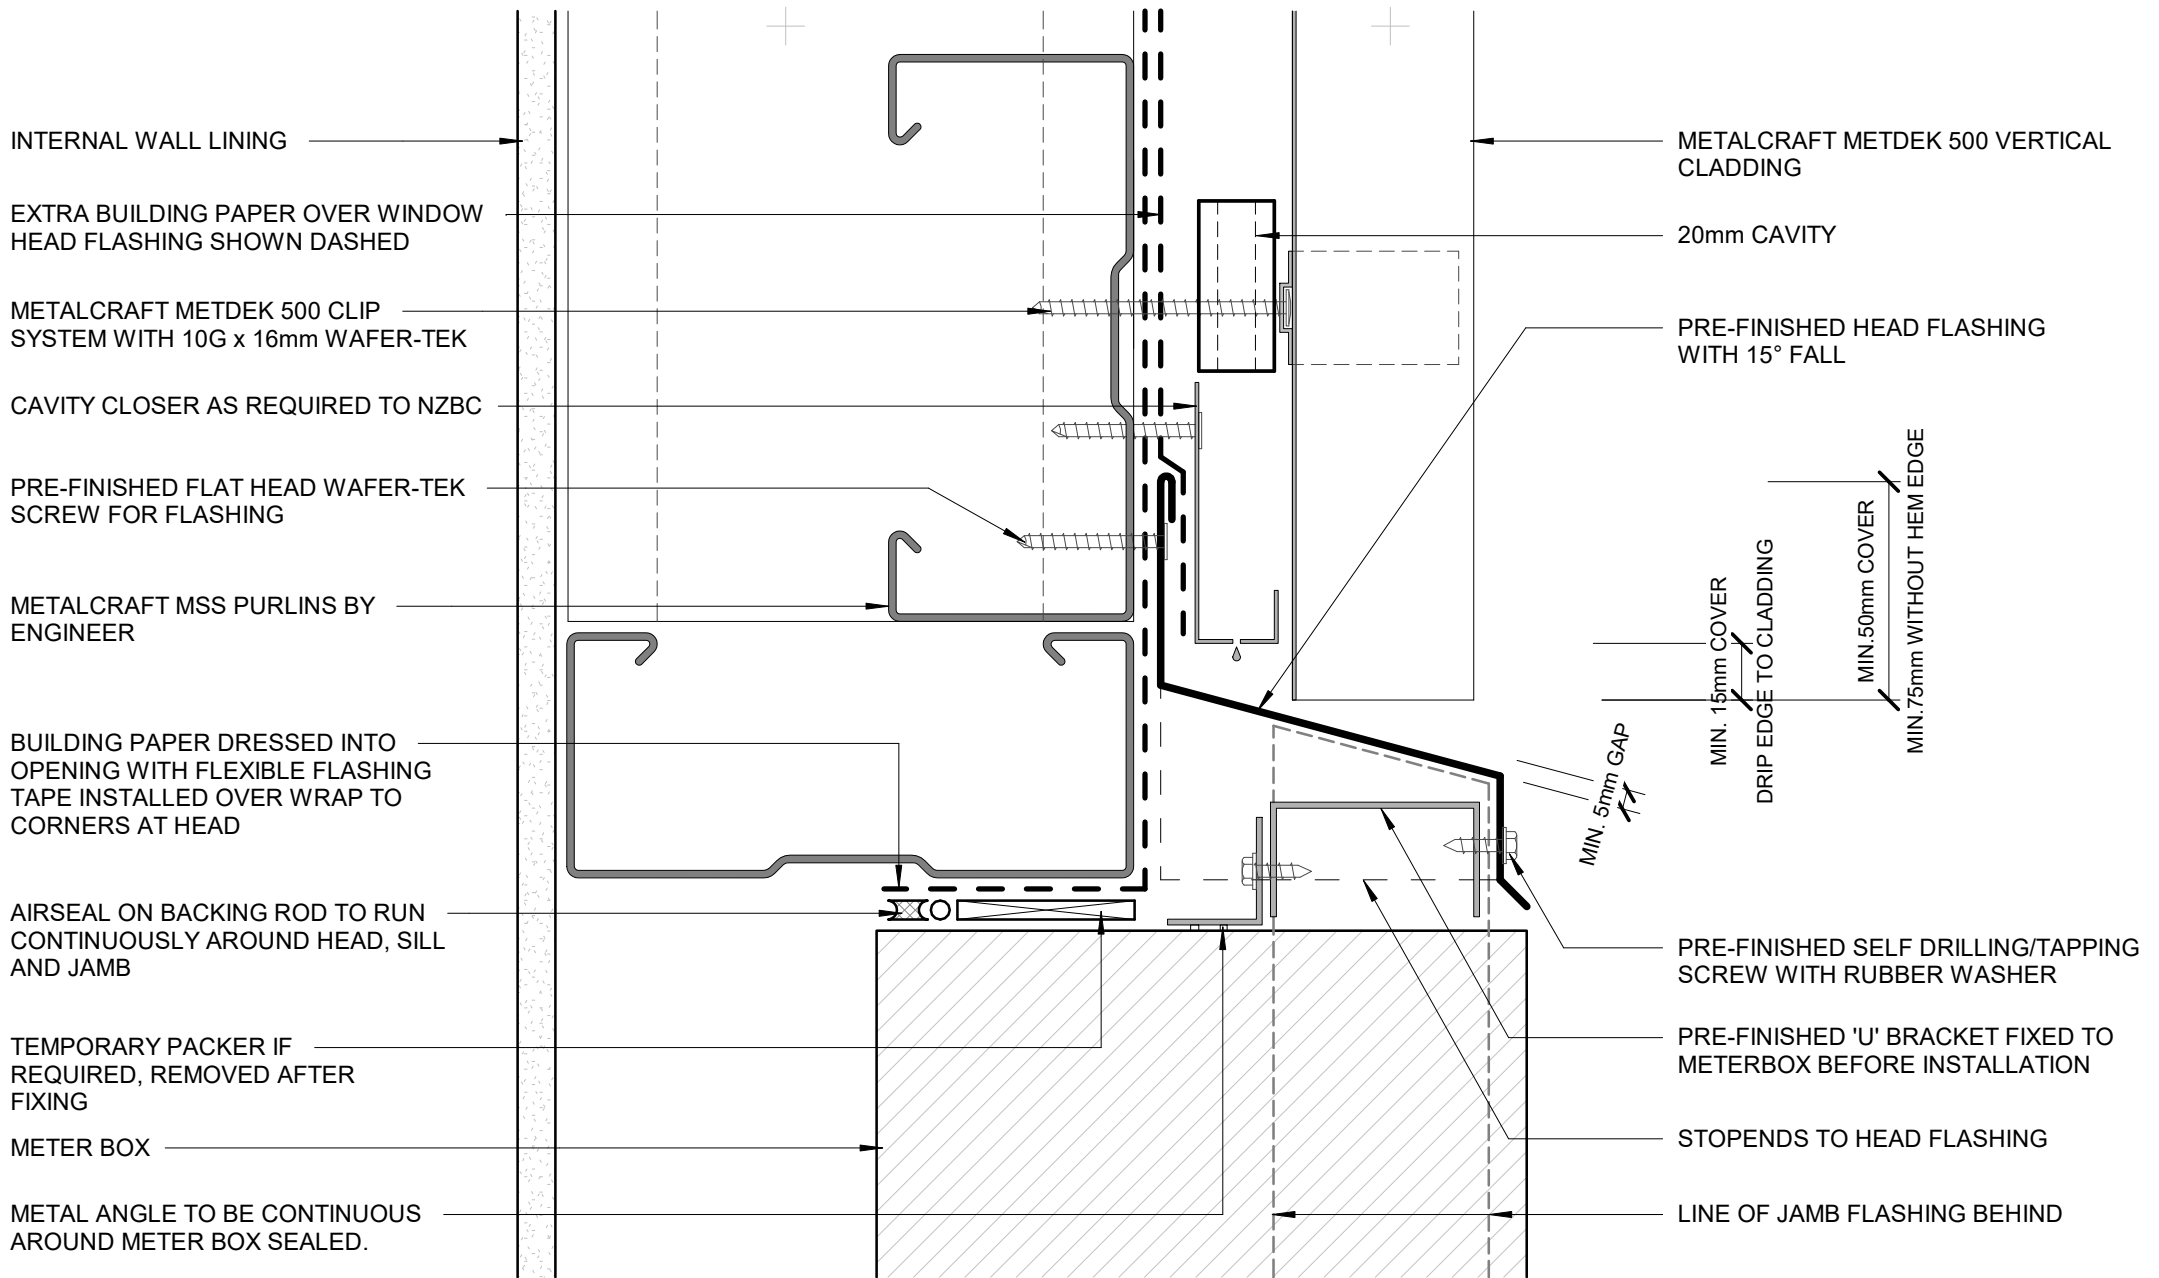 INTERNAL WALL LINING
EXTRA BUILDING PAPER OVER WINDOW
HEAD FLASHING SHOWN DASHED
METALCRAFT METDEK 500 CLIP
SYSTEM WITH 10G x 16mm WAFER-TEK
CAVITY CLOSER AS REQUIRED TO NZBC
PRE-FINISHED FLAT HEAD WAFER-TEK
SCREW FOR FLASHING
METALCRAFT MSS PURLINS BY
ENGINEER
BUILDING PAPER DRESSED INTO
OPENING WITH FLEXIBLE FLASHING
TAPE INSTALLED OVER WRAP TO
CORNERS AT HEAD
AIRSEAL ON BACKING ROD TO RUN
CONTINUOUSLY AROUND HEAD, SILL
AND JAMB
TEMPORARY PACKER IF
REQUIRED, REMOVED AFTER
FIXING
METER BOX
METAL ANGLE TO BE CONTINUOUS
AROUND METER BOX SEALED.
METALCRAFT METDEK 500 VERTICAL
CLADDING
20mm CAVITY
PRE-FINISHED HEAD FLASHING
WITH 15° FALL
MIN. 5mm GAP
MIN. 15mm COVER
DRIP EDGE TO CLADDING
MIN.50mm COVER
MIN.75mm WITHOUT HEM EDGE
PRE-FINISHED SELF DRILLING/TAPPING
SCREW WITH RUBBER WASHER
PRE-FINISHED 'U' BRACKET FIXED TO
METERBOX BEFORE INSTALLATION
STOPENDS TO HEAD FLASHING
LINE OF JAMB FLASHING BEHIND